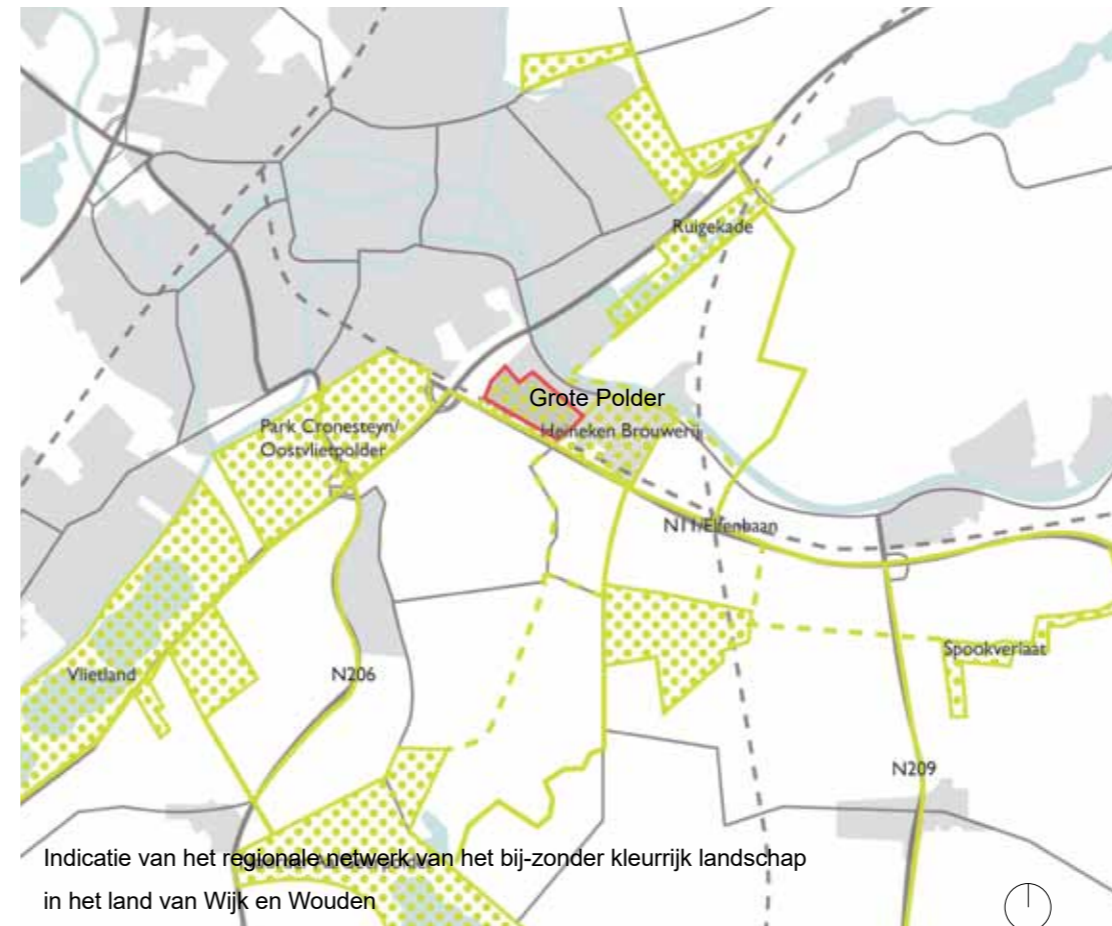 Ruigekade
Grote Polder
Heineken Brouwerij
Park Cronesteyn/
Oostvlietpolder
N11/Elfenbaan
Spookverlaat
Vlietland
N206
N209
Indicatie van het regionale netwerk van het bij-zonder kleurrijk landschap
in het land van Wijk en Wouden